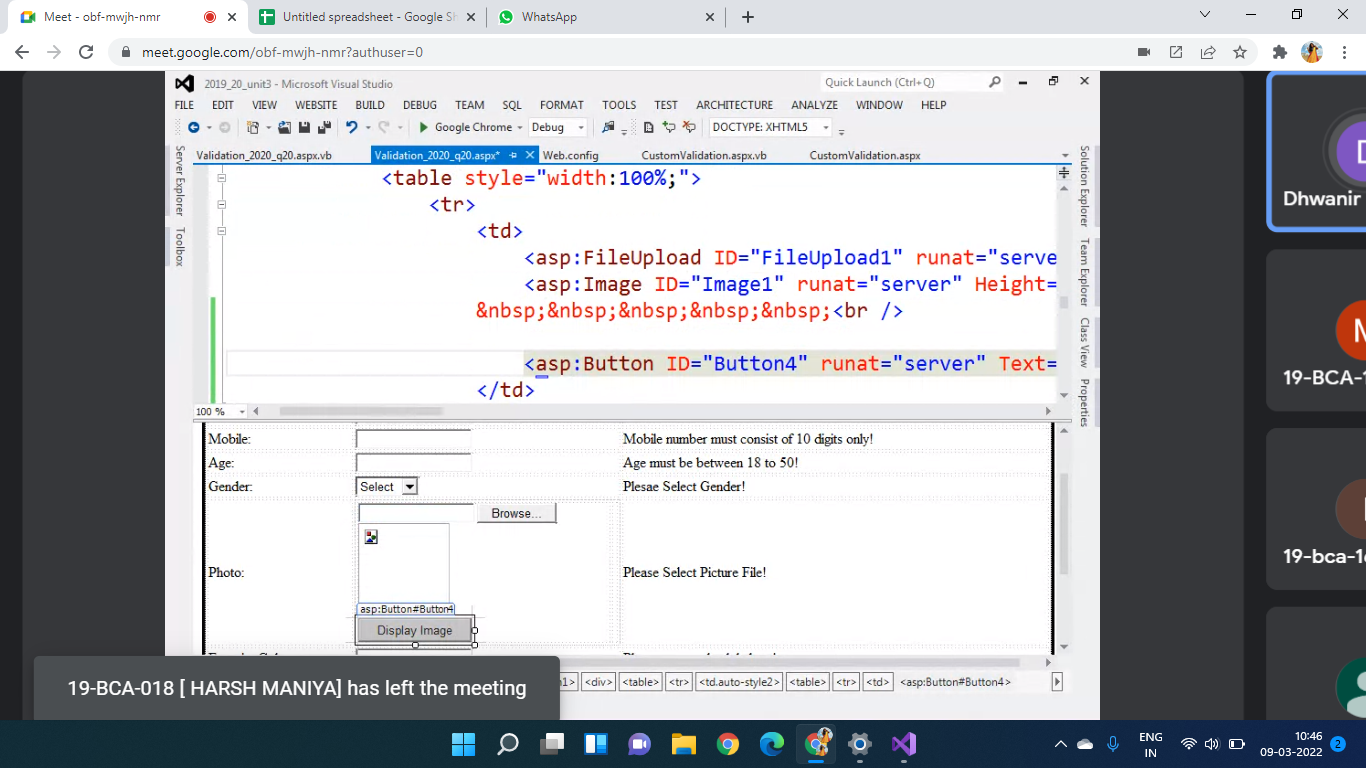 Meet - obf-mwjh-nmr
Untitled spreadsheet - Google Sh
WhatsApp
meet.google.com/obf-mwjh-nmr?authuser=0
2019_20_unit3 - Microsoft Visual Studio
Quick Launch (Ctrl+Q)
FILE EDIT VIEW WEBSITE BUILD DEBUG TEAM SQL FORMAT TOOLS TEST ARCHITECTURE ANALYZE WINDOW HELP
Google Chrome Debug DOCTYPE: XHTML5
Server Explorer
Toolbox
Validation_2020_q20.aspx.vb Validation_2020_q20.aspx* Web.config CustomValidation.aspx.vb CustomValidation.aspx
<table style="width:100%;">
<tr>
<td>
<asp:FileUpload ID="FileUpload1" runat="serve
<asp:Image ID="Image1" runat="server" Height=
&nbsp;&nbsp;&nbsp;&nbsp;&nbsp;<br />
<asp:Button ID="Button4" runat="server" Text=
</td>
100 %
Solution Explorer
Team Explorer
Class View
Properties
Mobile: Mobile number must consist of 10 digits only!
Age: Age must be between 18 to 50!
Gender: Select Plesae Select Gender!
Browse...
Photo: Please Select Picture File!
asp:Button#Button4
Display Image
<div> <table> <tr> <td.auto-style2> <table> <tr> <td> <asp:Button#Button4>
19-BCA-018 [ HARSH MANIYA] has left the meeting
D
Dhwanir
19-BCA-1
19-bca-1
ENG
IN
10:46
09-03-2022
2